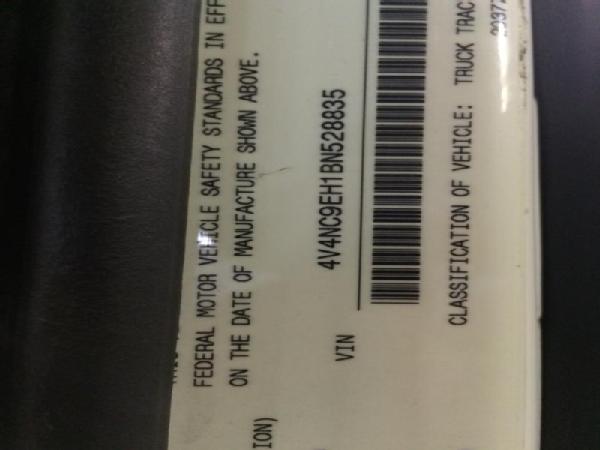 FEDERAL MOTOR VEHICLE SAFETY STANDARDS IN EFF
ON THE DATE OF MANUFACTURE SHOWN ABOVE.
ION)
VIN 4V4NC9EH1BN528835
CLASSIFICATION OF VEHICLE: TRUCK TRAC